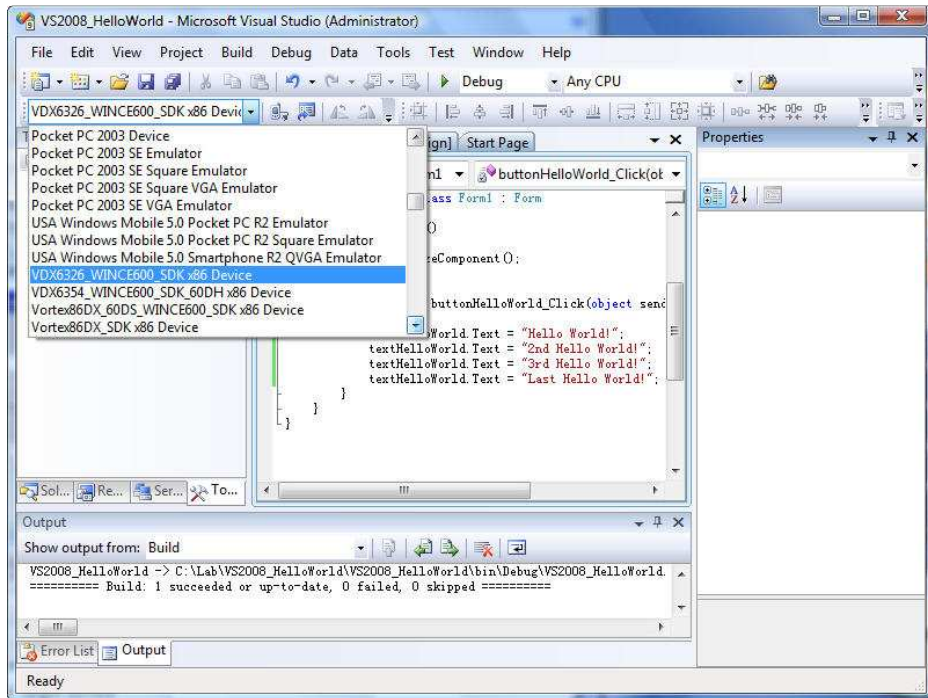 VS2008_HelloWorld - Microsoft Visual Studio (Administrator)
File Edit View Project Build Debug Data Tools Test Window Help
Debug Any CPU
VDX6326_WINCE600_SDK x86 Devic
Pocket PC 2003 Device
Pocket PC 2003 SE Emulator
Pocket PC 2003 SE Square Emulator
Pocket PC 2003 SE Square VGA Emulator
Pocket PC 2003 SE VGA Emulator
USA Windows Mobile 5.0 Pocket PC R2 Emulator
USA Windows Mobile 5.0 Pocket PC R2 Square Emulator
USA Windows Mobile 5.0 Smartphone R2 QVGA Emulator
VDX6326_WINCE600_SDK x86 Device
VDX6354_WINCE600_SDK_60DH x86 Device
Vortex86DX_60DS_WINCE600_SDK x86 Device
Vortex86DX_SDK x86 Device
ign] Start Page
m1 buttonHelloWorld_Click(ob
ass Form1 : Form
()
zeComponent();
buttonHelloWorld_Click(object send
oWorld.Text = "Hello World!";
textHelloWorld.Text = "2nd Hello World!";
textHelloWorld.Text = "3rd Hello World!";
textHelloWorld.Text = "Last Hello World!";
}
}
}
Properties
Sol... Re... Ser... To...
Output
Show output from: Build
VS2008_HelloWorld -> C:\Lab\VS2008_HelloWorld\VS2008_HelloWorld\bin\Debug\VS2008_HelloWorld.
========== Build: 1 succeeded or up-to-date, 0 failed, 0 skipped ==========
Error List Output
Ready